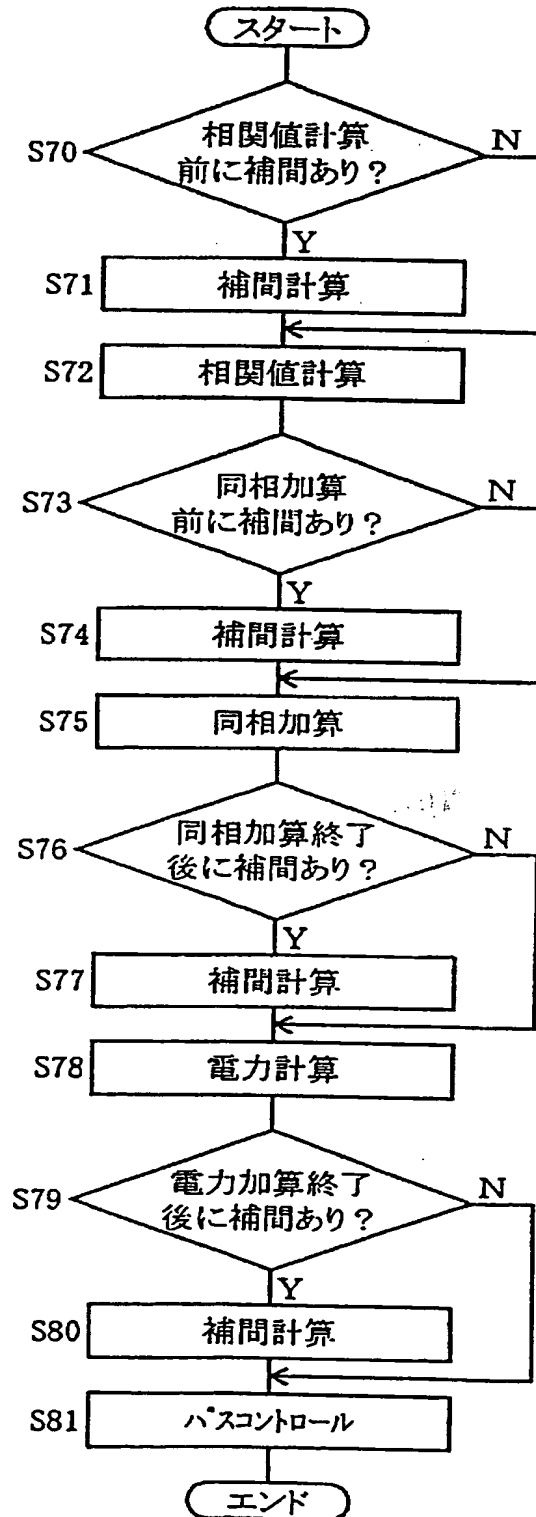 スタート
S70
相関値計算
前に補間あり?
N
Y
S71
補間計算
S72
相関値計算
S73
同相加算
前に補間あり?
N
Y
S74
補間計算
S75
同相加算
S76
同相加算終了
後に補間あり?
N
Y
S77
補間計算
S78
電力計算
S79
電力加算終了
後に補間あり?
N
Y
S80
補間計算
S81
パスコントロール
エンド